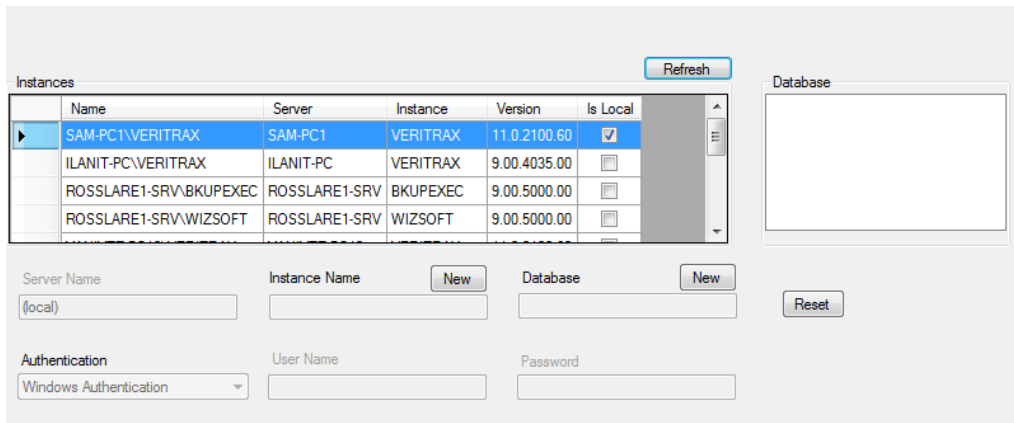 Refresh
Instances
Database
Name Server Instance Version Is Local
SAM-PC1\VERITRAX SAM-PC1 VERITRAX 11.0.2100.60
ILANIT-PC\VERITRAX ILANIT-PC VERITRAX 9.00.4035.00
ROSSLARE1-SRV\BKUPEXEC ROSSLARE1-SRV BKUPEXEC 9.00.5000.00
ROSSLARE1-SRV\WIZSOFT ROSSLARE1-SRV WIZSOFT 9.00.5000.00
Server Name Instance Name New Database New
(local) Reset
Authentication User Name Password
Windows Authentication